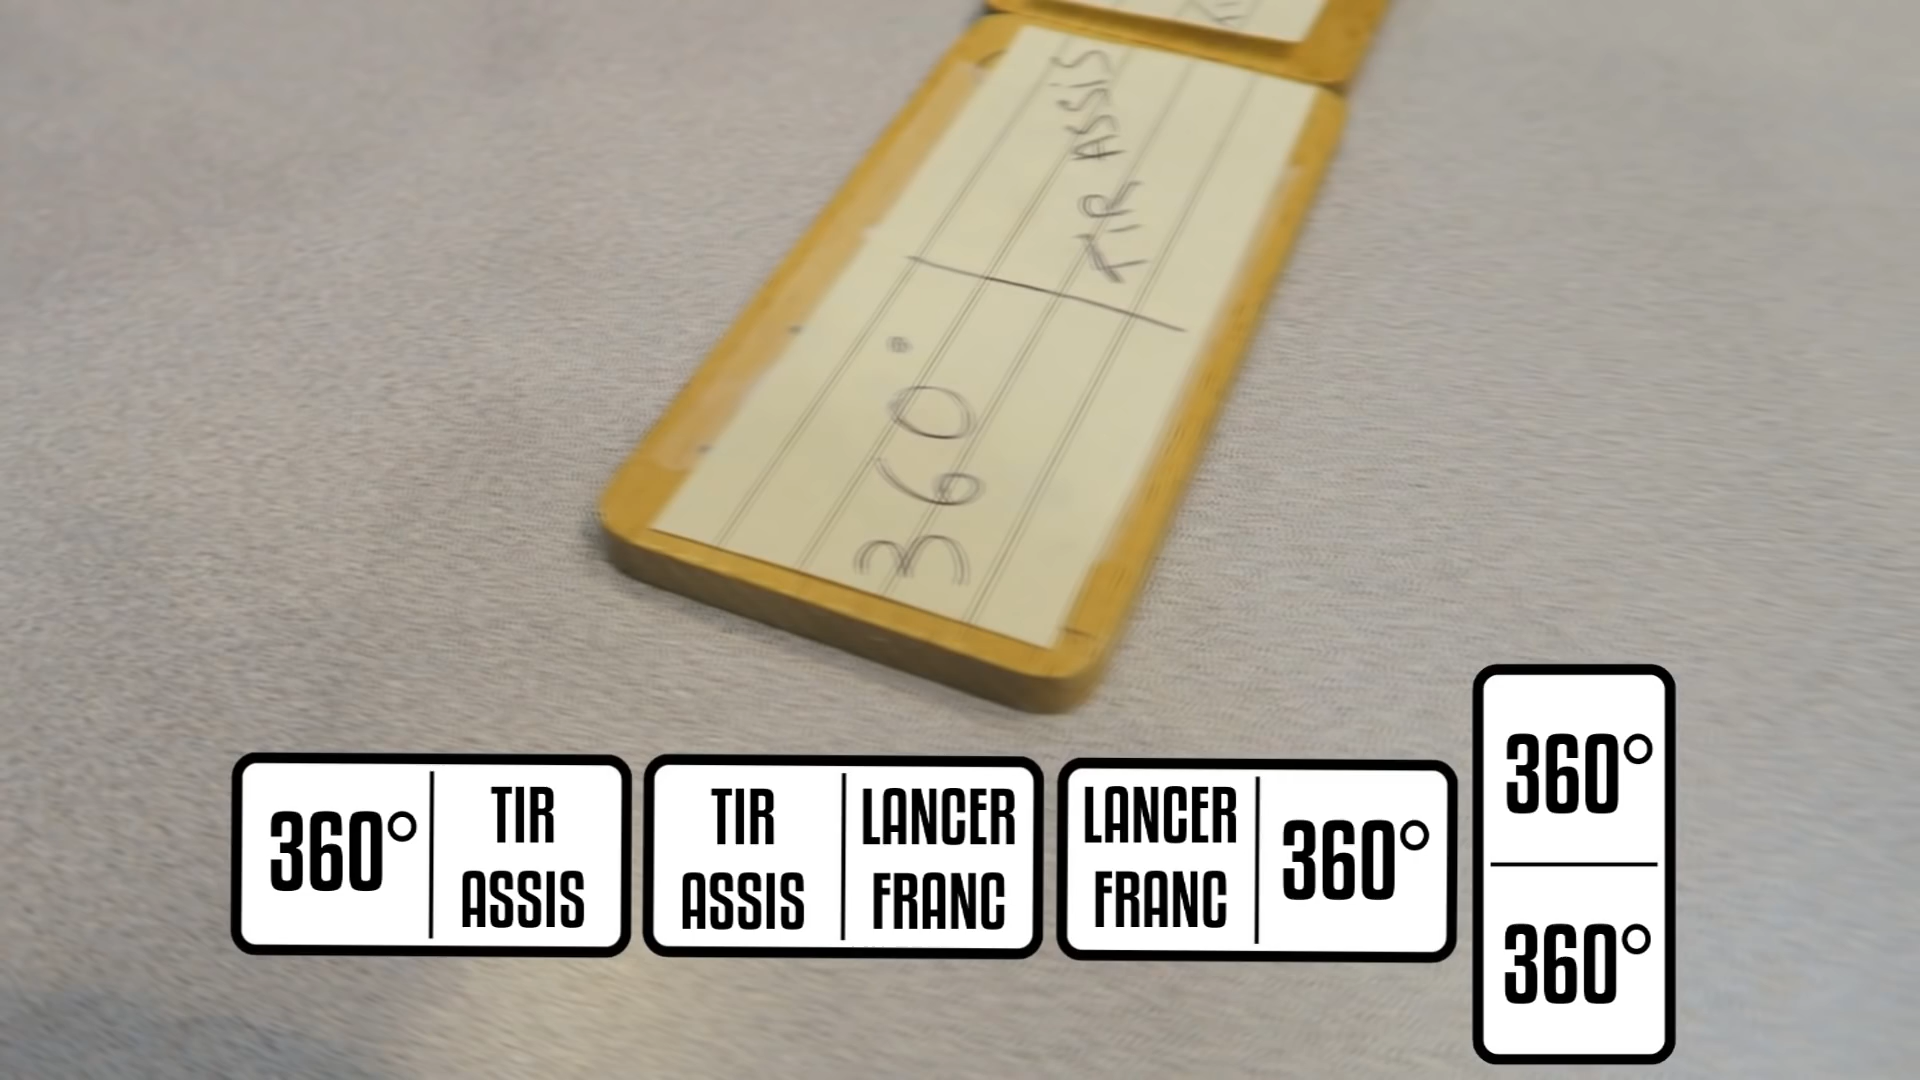 TIR ASSIS
360°
360°
TIR
ASSIS
TIR
ASSIS
LANCER
FRANC
LANCER
FRANC
360°
360°
360°